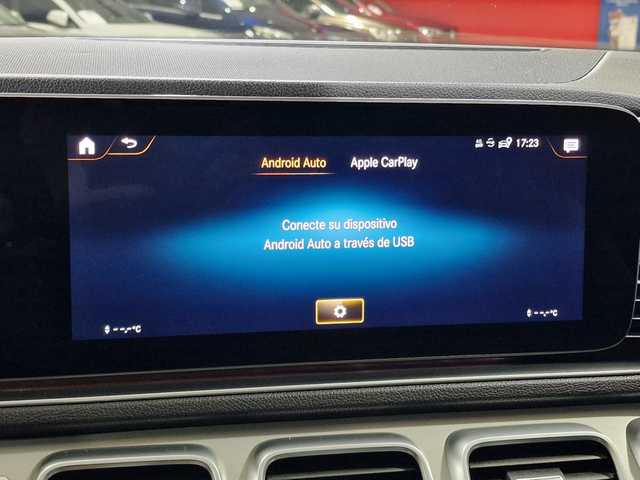 17:23
Android Auto Apple CarPlay
Conecte su dispositivo
Android Auto a través de USB
--,-°C --,-°C